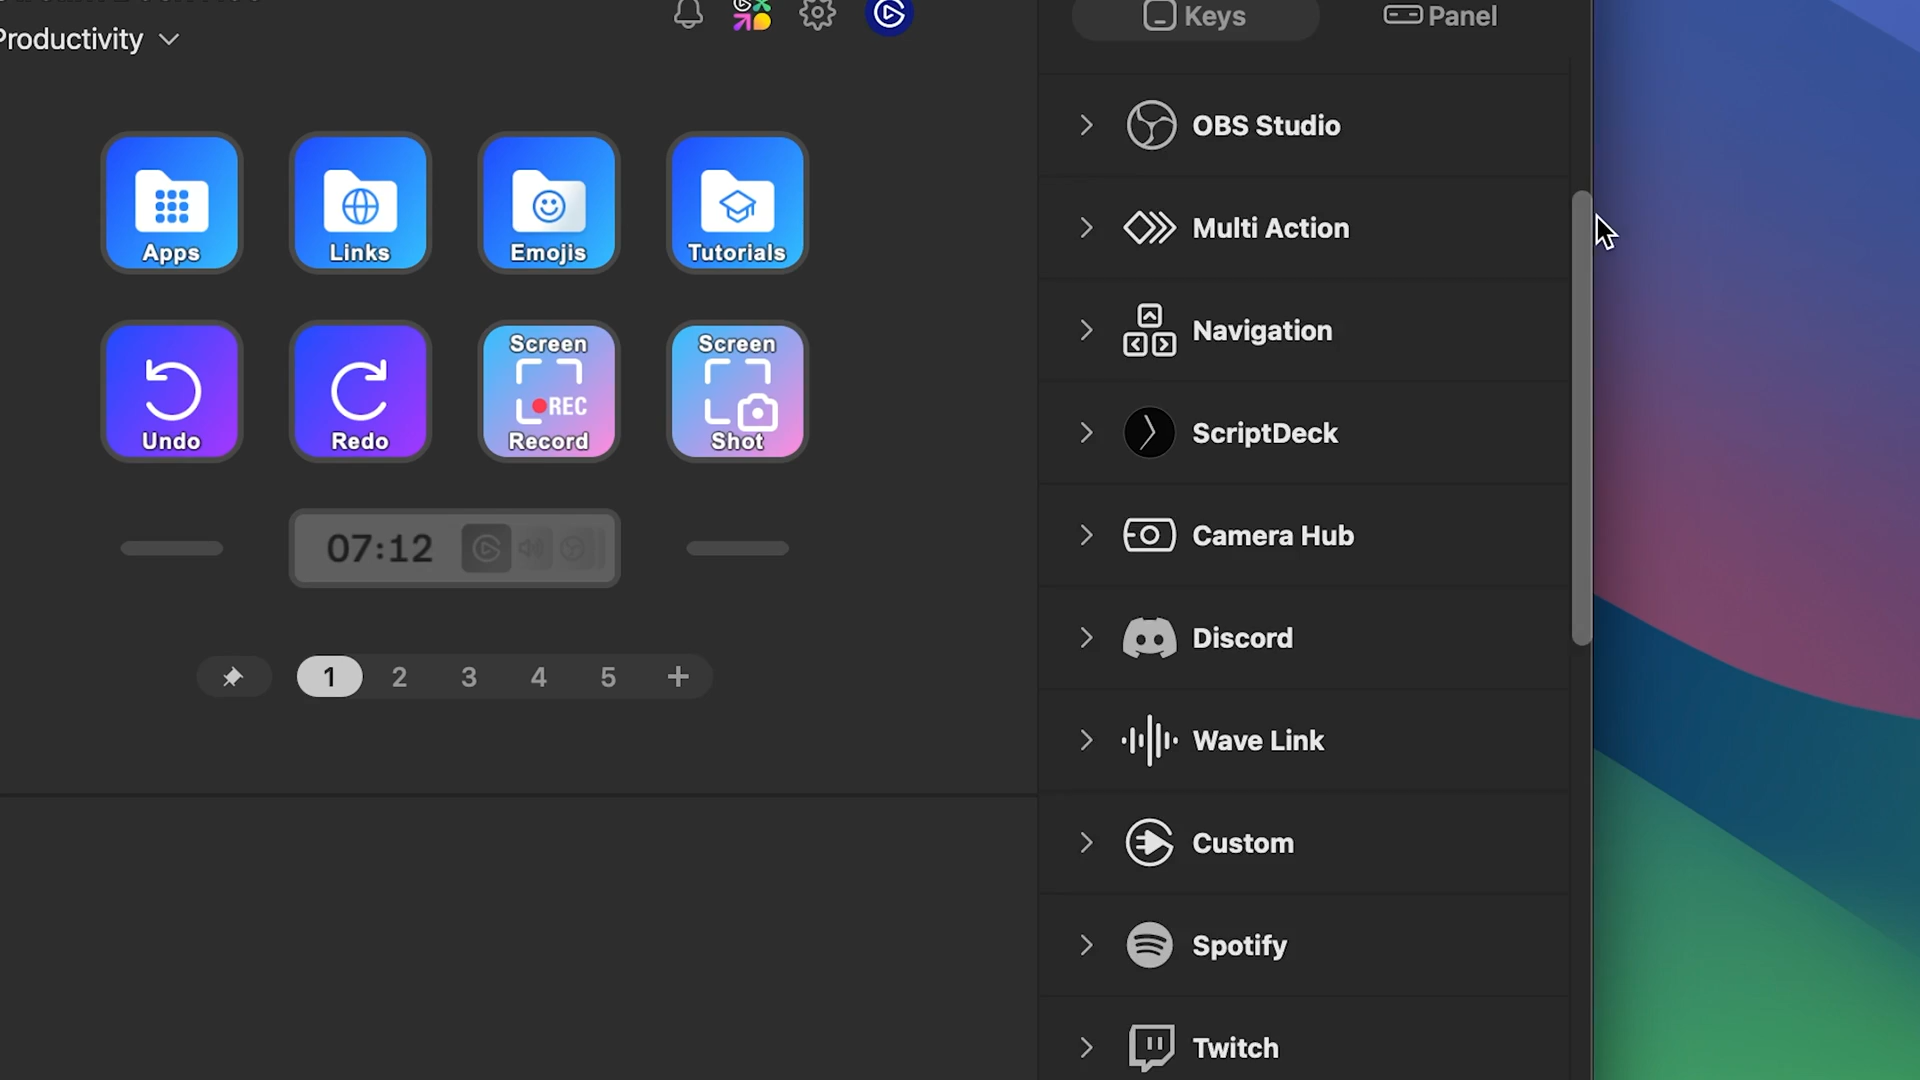 Productivity
Keys
Panel
Apps
Links
Emojis
Tutorials
Undo
Redo
Screen
REC
Record
Screen
Shot
07:12
1 2 3 4 5 +
OBS Studio
Multi Action
Navigation
ScriptDeck
Camera Hub
Discord
Wave Link
Custom
Spotify
Twitch